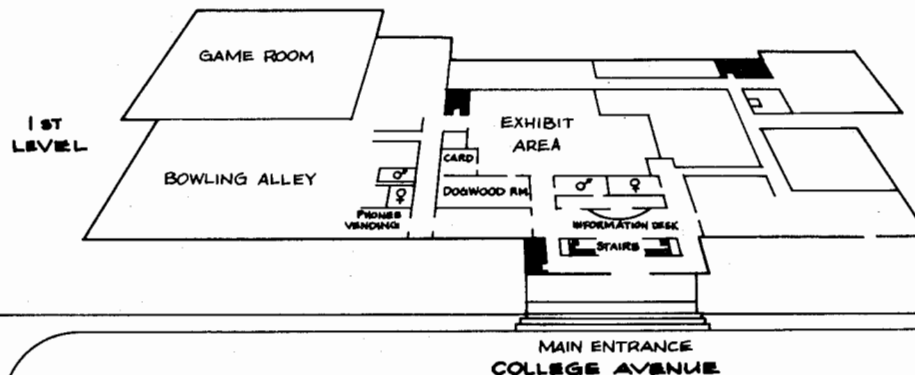 GAME ROOM
1 ST
LEVEL
EXHIBIT
AREA
CARD
BOWLING ALLEY
♂
♀
DOGWOOD RM.
♂
♀
PHONES
VENDING
INFORMATION DESK
STAIRS
MAIN ENTRANCE
COLLEGE AVENUE